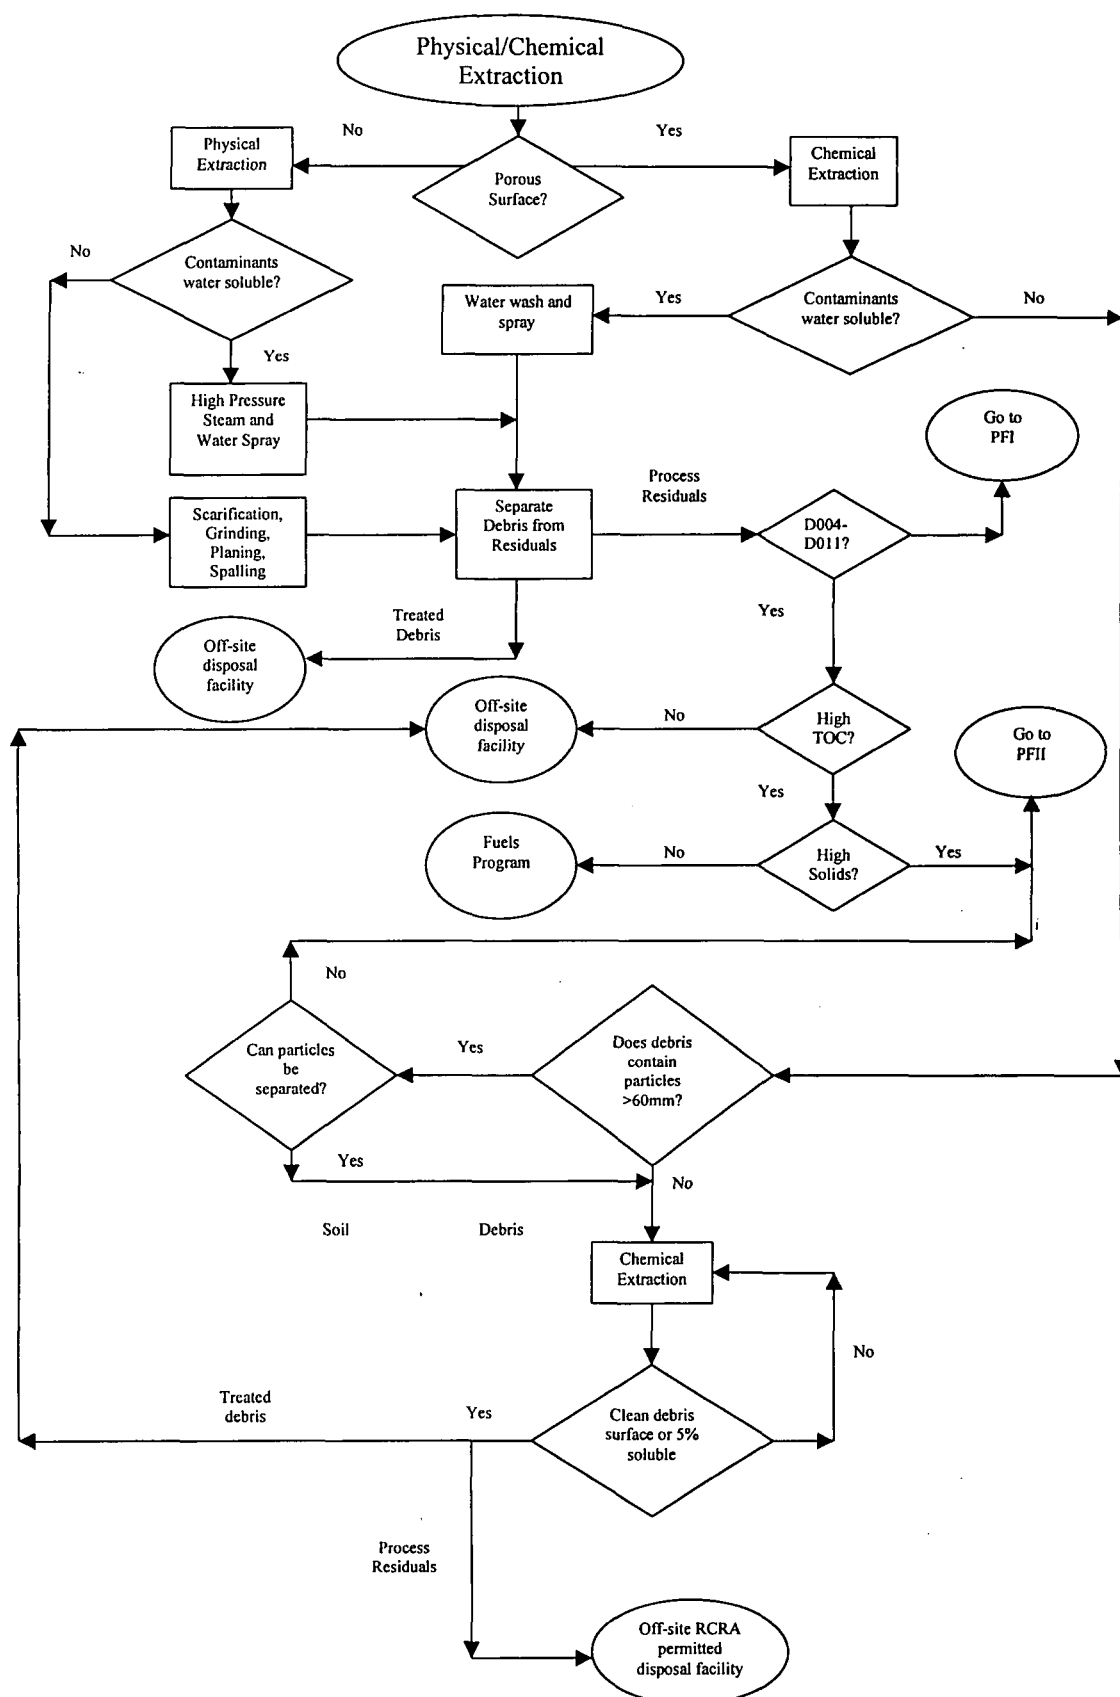 Physical/Chemical
Extraction
No
Yes
Physical
Extraction
Porous
Surface?
Chemical
Extraction
No
Contaminants
water soluble?
Water wash and
spray
Yes
Contaminants
water soluble?
No
Yes
High Pressure
Steam and
Water Spray
Go to
PFI
Process
Residuals
Scarification,
Grinding,
Planing,
Spalling
Separate
Debris from
Residuals
D004-
D011?
Treated
Debris
Yes
Off-site
disposal
facility
Off-site
disposal
facility
No
High
TOC?
Go to
PFII
Yes
Fuels
Program
No
High
Solids?
Yes
No
Can particles
be
separated?
Yes
Does debris
contain
particles
>60mm?
Yes
No
Soil
Debris
Chemical
Extraction
No
Treated
debris
Yes
Clean debris
surface or 5%
soluble
Process
Residuals
Off-site RCRA
permitted
disposal facility